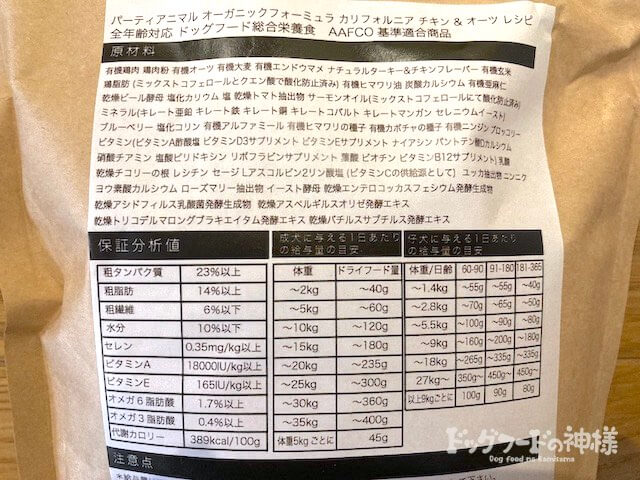 パーティアニマル オーガニックフォーミュラ カリフォルニア チキン & オーツ レシピ
全年齢対応 ドッグフード総合栄養食 AAFCO 基準適合商品
原材料
有機鶏肉 鶏肉粉 有機オーツ 有機大麦 有機エンドウマメ ナチュラルターキー&チキンフレーバー 有機玄米
鶏脂肪 (ミックストコフェロールとクエン酸で酸化防止済み) 有機ヒマワリ油 炭酸カルシウム 有機亜麻仁
乾燥ビール酵母 塩化カリウム 塩 乾燥トマト抽出物 サーモンオイル(ミックストコフェロールにて酸化防止済み)
ミネラル(キレート亜鉛 キレート鉄 キレート銅 キレートコバルト キレートマンガン セレニウムイースト)
ブルーベリー 塩化コリン 有機アルファミール 有機ヒマワリの種子 有機カボチャの種子 有機ニンジン ブロッコリー
ビタミン(ビタミンA酢酸塩 ビタミンD3サプリメント ビタミンEサプリメント ナイアシン パントテン酸Dカルシウム
硝酸チアミン 塩酸ピリドキシン リボフラビンサプリメント 葉酸 ビオチン ビタミンB12サプリメント) 乳酸
乾燥チコリーの根 レシチン セージ Lアスコルビン2リン酸塩 (ビタミンCの供給源として) ユッカ抽出物 ニンニク
ヨウ素酸カルシウム ローズマリー抽出物 イースト酵母 乾燥エンテロコッカスフェシウム発酵生成物
乾燥アシドフィルス乳酸菌発酵生成物 乾燥アスペルギルスオリゼ発酵エキス
乾燥トリコデルマロングブラキエイタム発酵エキス 乾燥バチルスサブチルス発酵エキス
保証分析値
粗タンパク質 23%以上
粗脂肪 14%以上
粗繊維 6%以下
水分 10%以下
セレン 0.35mg/kg以上
ビタミンA 18000IU/kg以上
ビタミンE 165IU/kg以上
オメガ6脂肪酸 1.7%以上
オメガ3脂肪酸 0.4%以上
代謝カロリー 389kcal/100g
成犬に与える1日あたり
の給与量の目安
体重 ドライフード量
〜2kg 〜40g
〜5kg 〜60g
〜10kg 〜120g
〜15kg 〜180g
〜20kg 〜235g
〜25kg 〜300g
〜30kg 〜360g
〜35kg 〜400g
体重5kgごとに 45g
仔犬に与える1日あたり
の給与量の目安
体重/日齢 60-90 91-180 181-365
〜1.4kg 〜55g 〜55g 〜40g
〜2.8kg 〜70g 〜65g 〜50g
〜5.5kg 〜100g 〜90g 〜80g
〜9kg 〜160g 〜200g 〜180g
〜18kg 〜265g 〜335g 〜335g
27kg〜 350g〜 450g〜 450g〜
以上9kgごとに 100g 90g 80g
注意点
ドッグフードの神様
Dog food no Kamisama